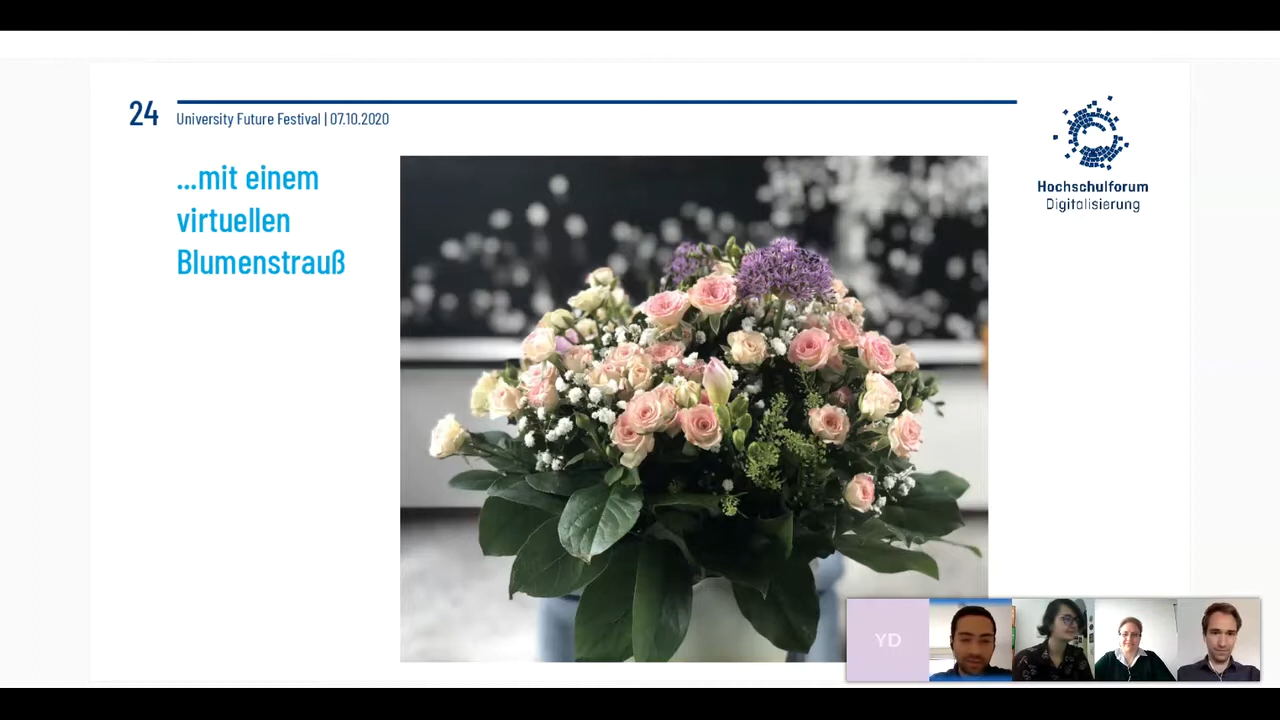 24
University Future Festival | 07.10.2020
...mit einem
virtuellen
Blumenstrauß
Hochschulforum
Digitalisierung
YD